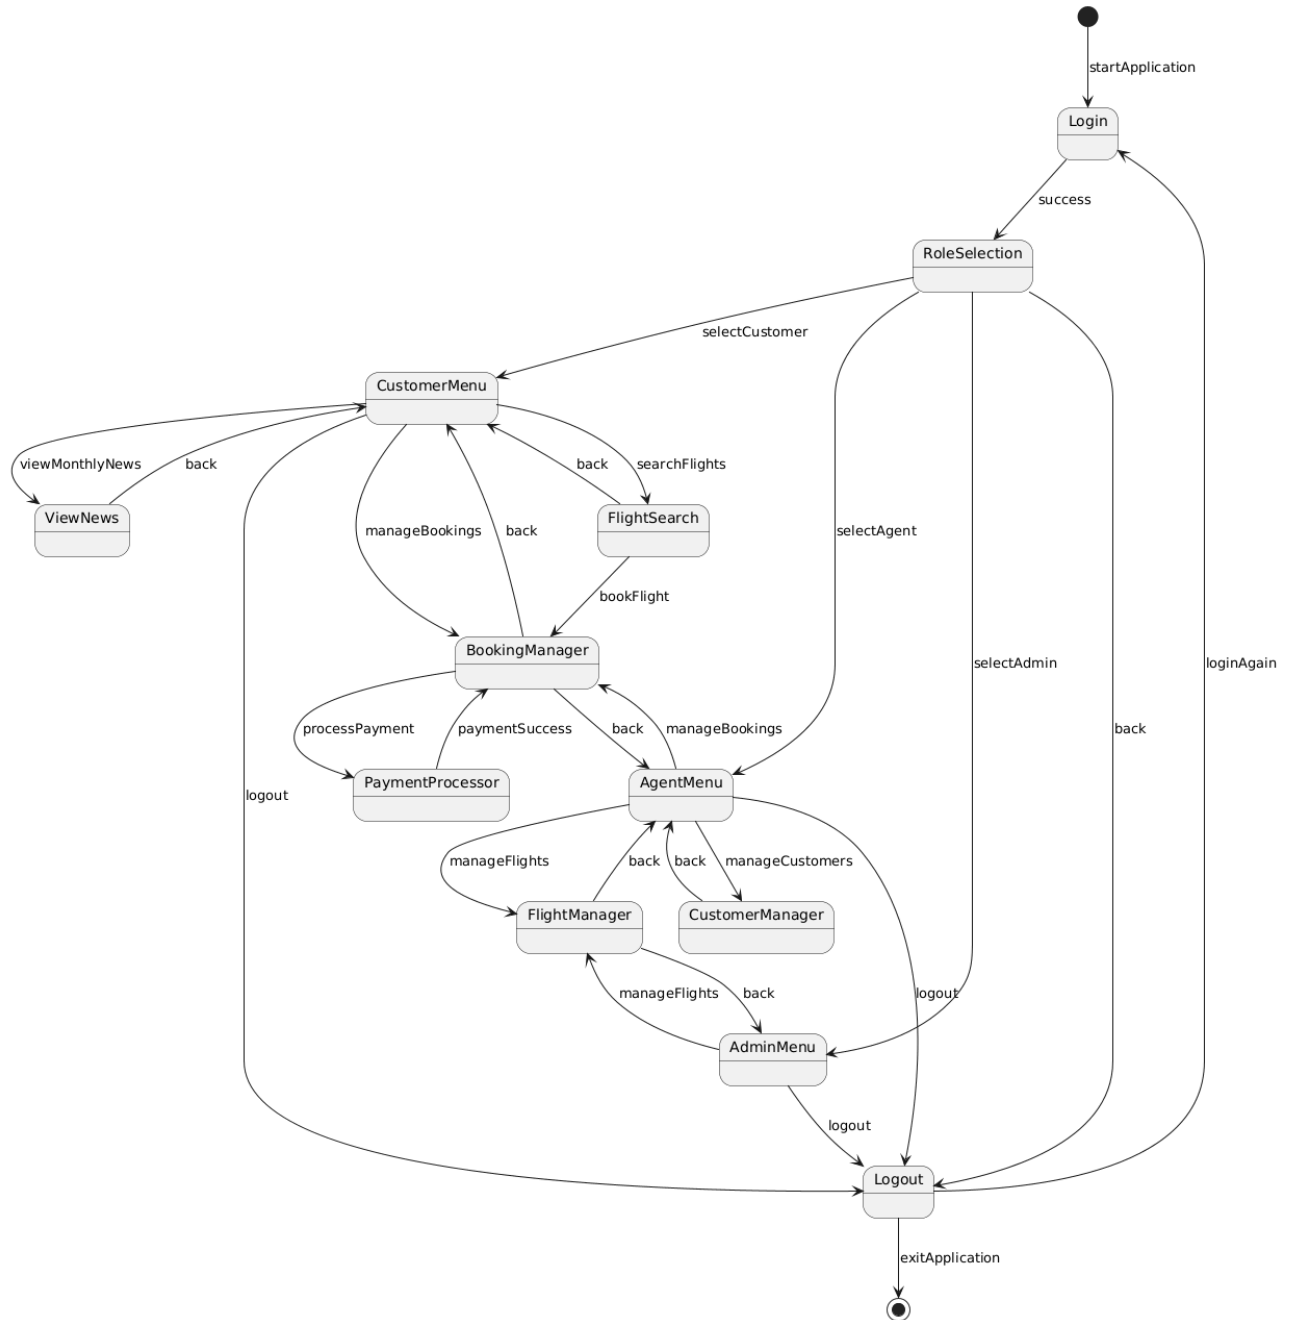 startApplication
Login
success
RoleSelection
selectCustomer
CustomerMenu
viewMonthlyNews
back
back
searchFlights
ViewNews
FlightSearch
manageBookings
back
selectAgent
bookFlight
BookingManager
selectAdmin
loginAgain
processPayment
paymentSuccess
back
manageBookings
back
PaymentProcessor
AgentMenu
logout
manageFlights
back
back
manageCustomers
FlightManager
CustomerManager
manageFlights
back
logout
AdminMenu
logout
Logout
exitApplication